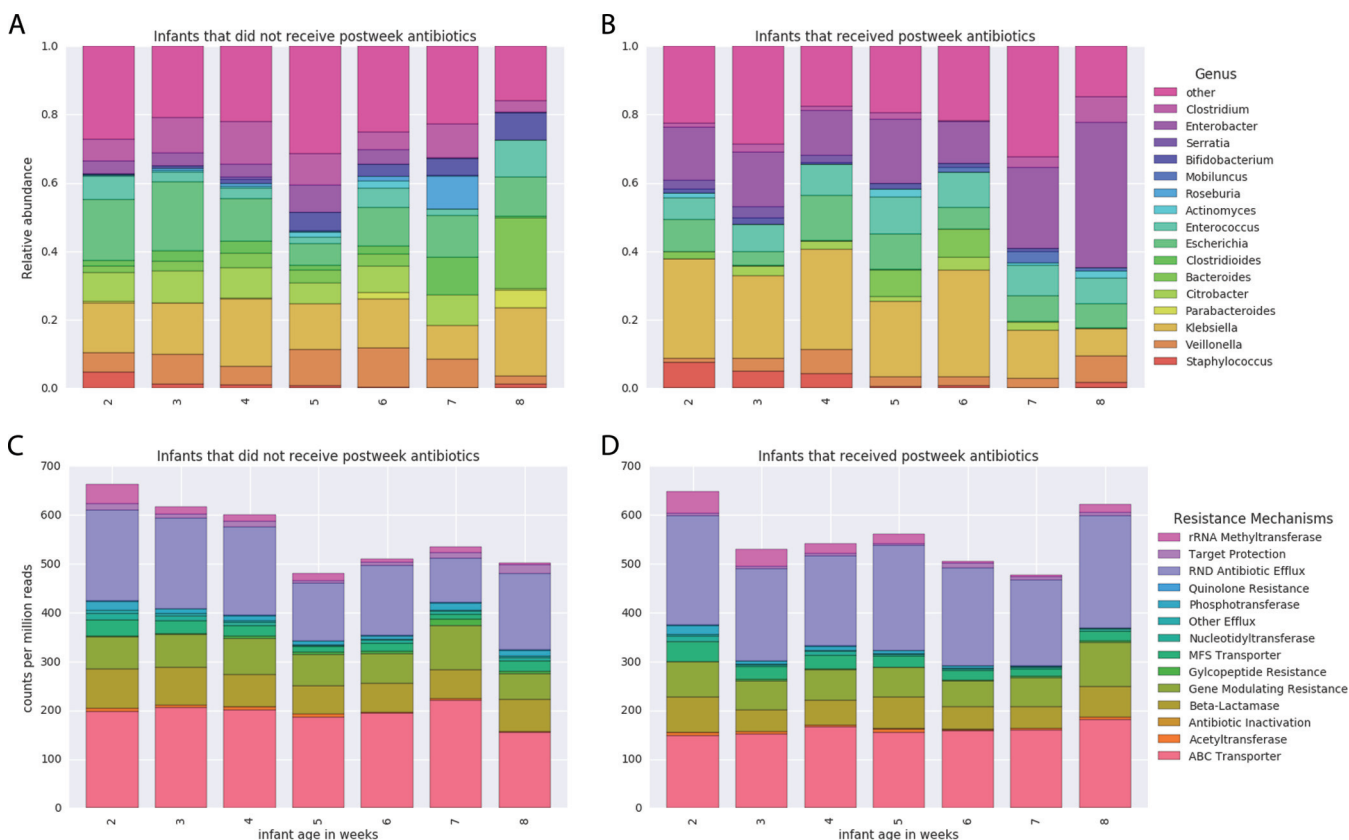 A
Infants that did not receive postweek antibiotics
1.0
0.8
0.6
0.4
0.2
0.0
Relative abundance
2 3 4 5 6 7 8
B
Infants that received postweek antibiotics
1.0
0.8
0.6
0.4
0.2
0.0
2 3 4 5 6 7 8
Genus
other
Clostridium
Enterobacter
Serratia
Bifidobacterium
Mobiluncus
Roseburia
Actinomyces
Enterococcus
Escherichia
Clostridioides
Bacteroides
Citrobacter
Parabacteroides
Klebsiella
Veillonella
Staphylococcus
C
Infants that did not receive postweek antibiotics
700
600
500
400
300
200
100
0
counts per million reads
2 3 4 5 6 7 8
infant age in weeks
D
Infants that received postweek antibiotics
700
600
500
400
300
200
100
0
2 3 4 5 6 7 8
infant age in weeks
Resistance Mechanisms
rRNA Methyltransferase
Target Protection
RND Antibiotic Efflux
Quinolone Resistance
Phosphotransferase
Other Efflux
Nucleotidyltransferase
MFS Transporter
Gylcopeptide Resistance
Gene Modulating Resistance
Beta-Lactamase
Antibiotic Inactivation
Acetyltransferase
ABC Transporter